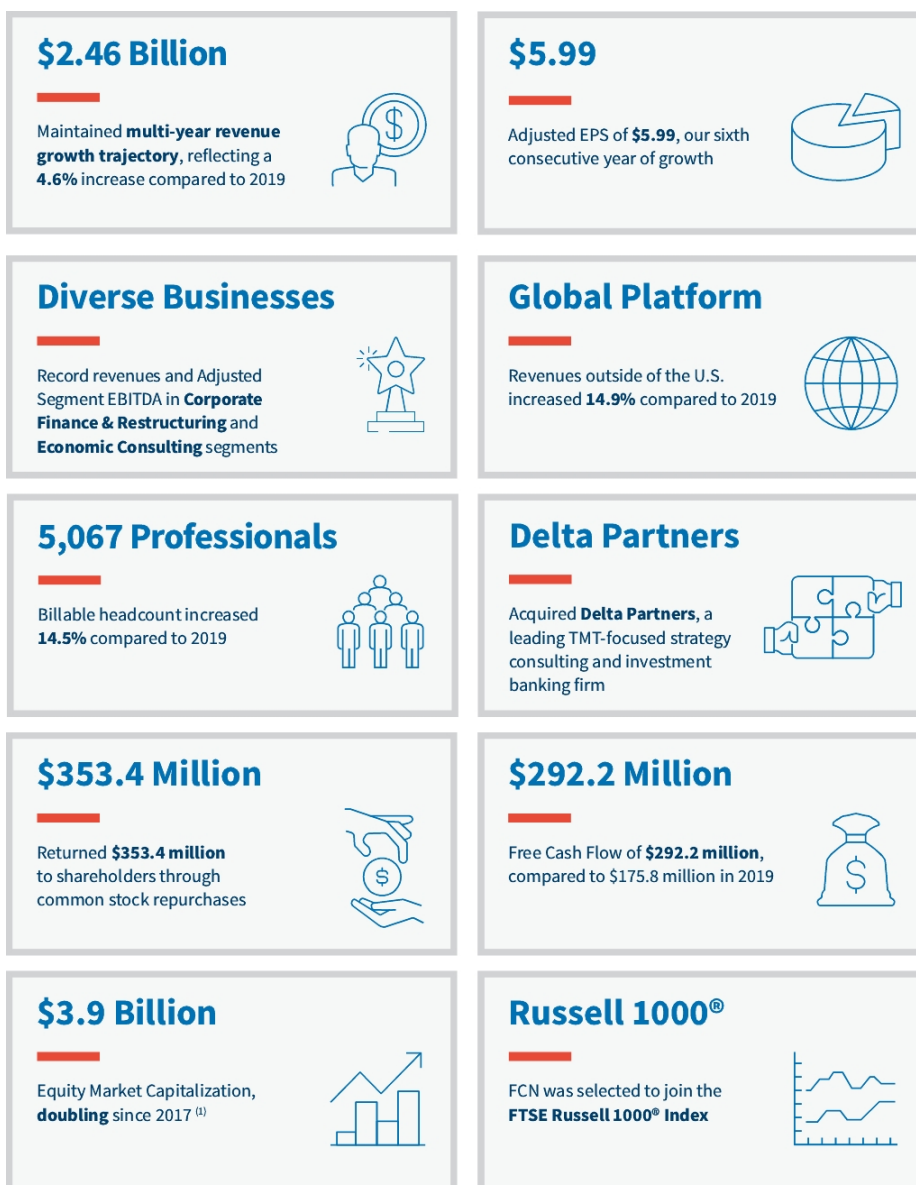 $2.46 Billion
Maintained multi-year revenue
growth trajectory, reflecting a
4.6% increase compared to 2019
$
$5.99
Adjusted EPS of $5.99, our sixth
consecutive year of growth
Diverse Businesses
Record revenues and Adjusted
Segment EBITDA in Corporate
Finance & Restructuring and
Economic Consulting segments
Global Platform
Revenues outside of the U.S.
increased 14.9% compared to 2019
5,067 Professionals
Billable headcount increased
14.5% compared to 2019
Delta Partners
Acquired Delta Partners, a
leading TMT-focused strategy
consulting and investment
banking firm
$353.4 Million
Returned $353.4 million
to shareholders through
common stock repurchases
$
$292.2 Million
Free Cash Flow of $292.2 million,
compared to $175.8 million in 2019
$
$3.9 Billion
Equity Market Capitalization,
doubling since 2017 (1)
Russell 1000®
FCN was selected to join the
FTSE Russell 1000® Index